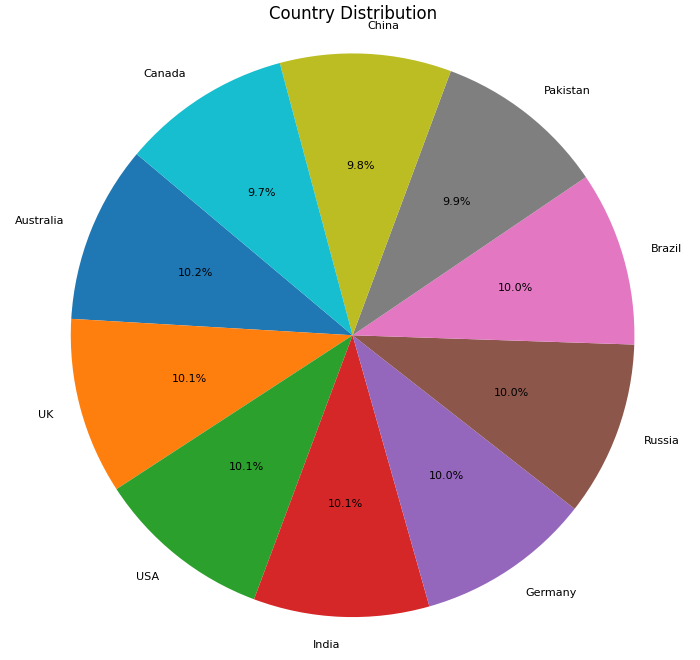 Country Distribution
China
Canada
Pakistan
9.8%
9.7%
9.9%
Australia
Brazil
10.2%
10.0%
UK
10.1%
10.0%
Russia
10.1%
10.0%
10.1%
USA
Germany
India